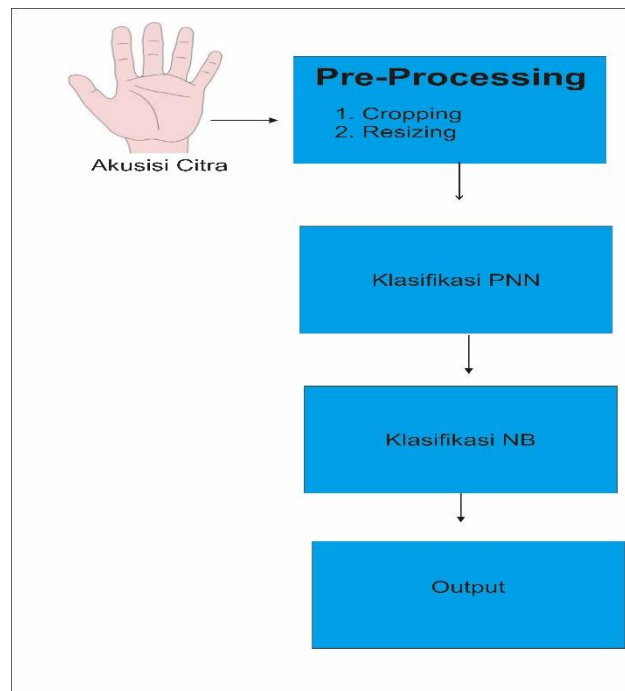 Pre-Processing
1. Cropping
2. Resizing
Akusisi Citra
Klasifikasi PNN
Klasifikasi NB
Output